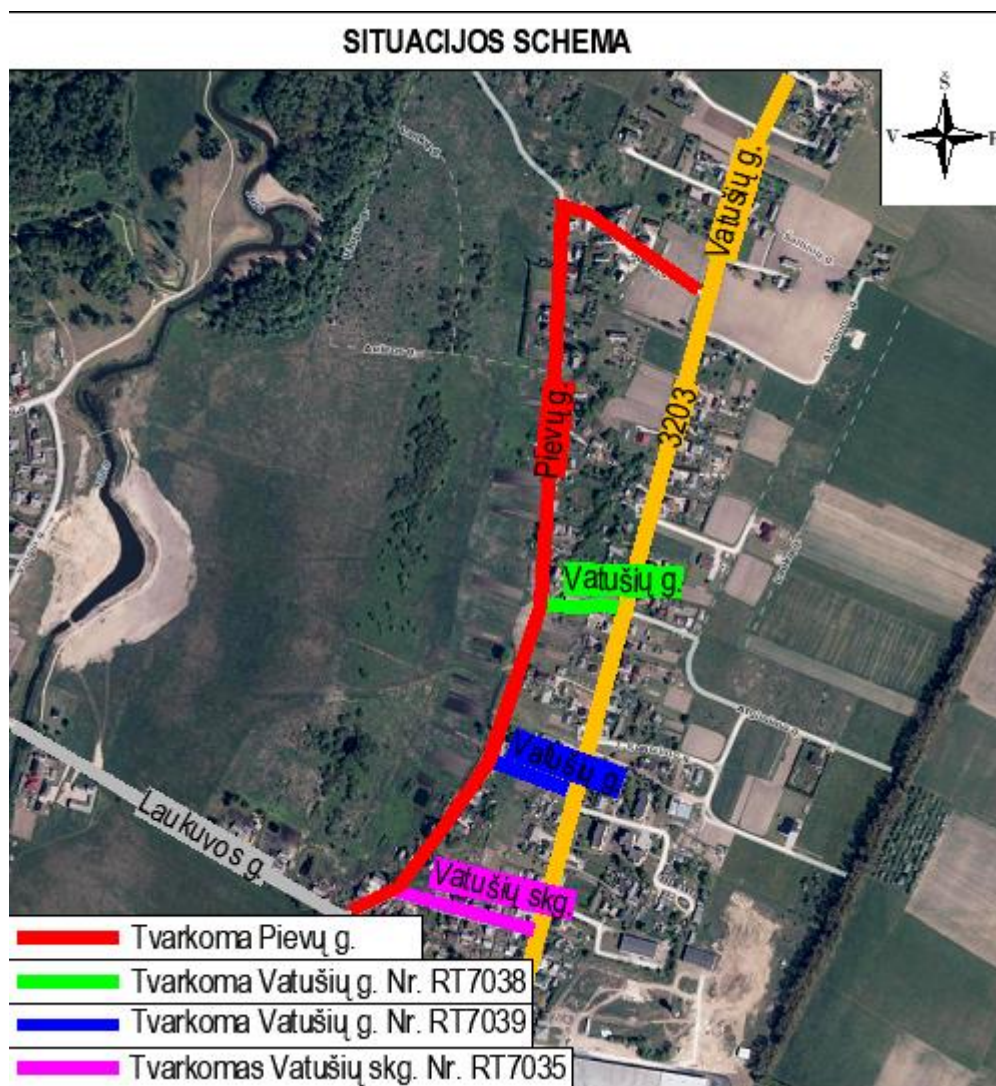 SITUACIJOS SCHEMA
Š
V
R
Vatušių g.
3203
Pievų g.
Vatušių g.
Vatušių g.
Vatušių skg.
Laukuvos g.
Tvarkoma Pievų g.
Tvarkoma Vatušių g. Nr. RT7038
Tvarkoma Vatušių g. Nr. RT7039
Tvarkomas Vatušių skg. Nr. RT7035